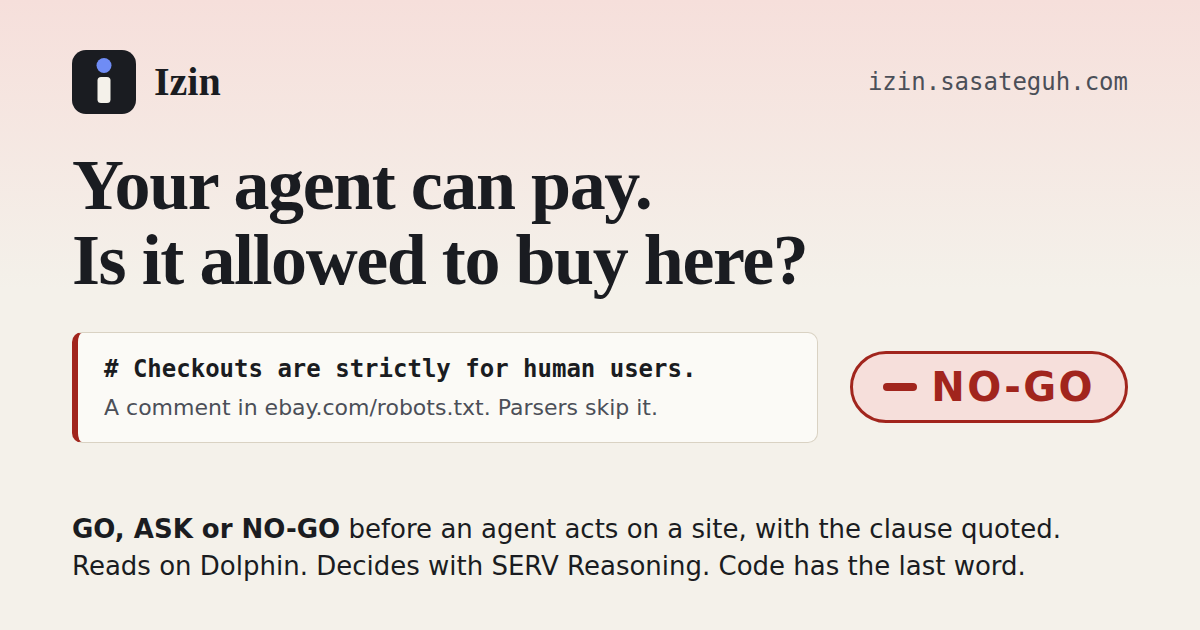 Izin
izin.sasateguh.com
Your agent can pay.
Is it allowed to buy here?
# Checkouts are strictly for human users.
A comment in ebay.com/robots.txt. Parsers skip it.
NO-GO
GO, ASK or NO-GO before an agent acts on a site, with the clause quoted.
Reads on Dolphin. Decides with SERV Reasoning. Code has the last word.